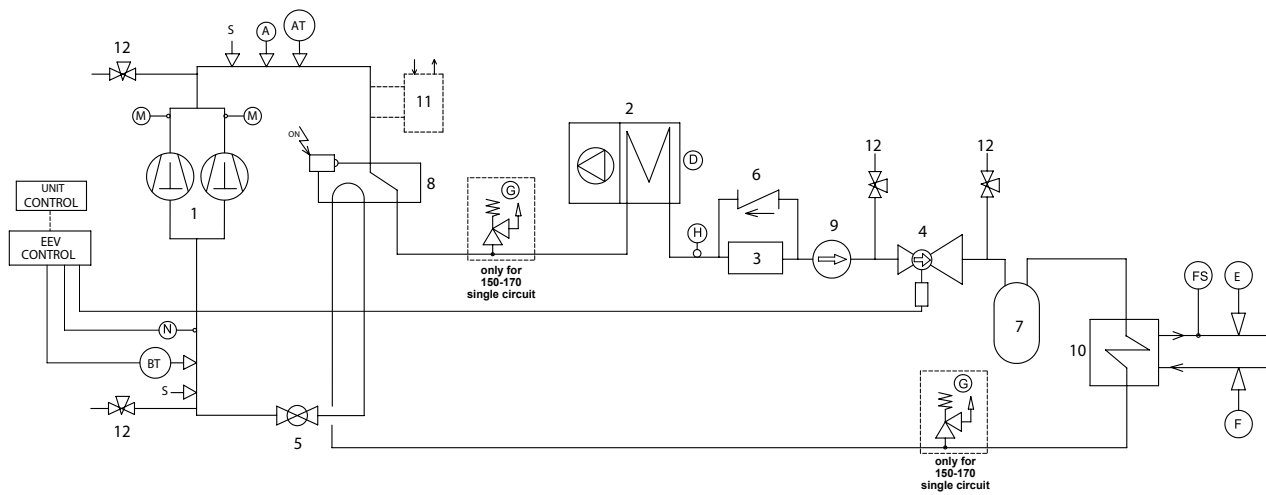 S
A
AT
12
11
M
M
ON
2
D
12
12
1
8
G
6
UNIT
CONTROL
EEV
CONTROL
H
3
9
4
only for
150-170
single circuit
FS
E
7
N
10
BT
S
G
F
12
5
only for
150-170
single circuit